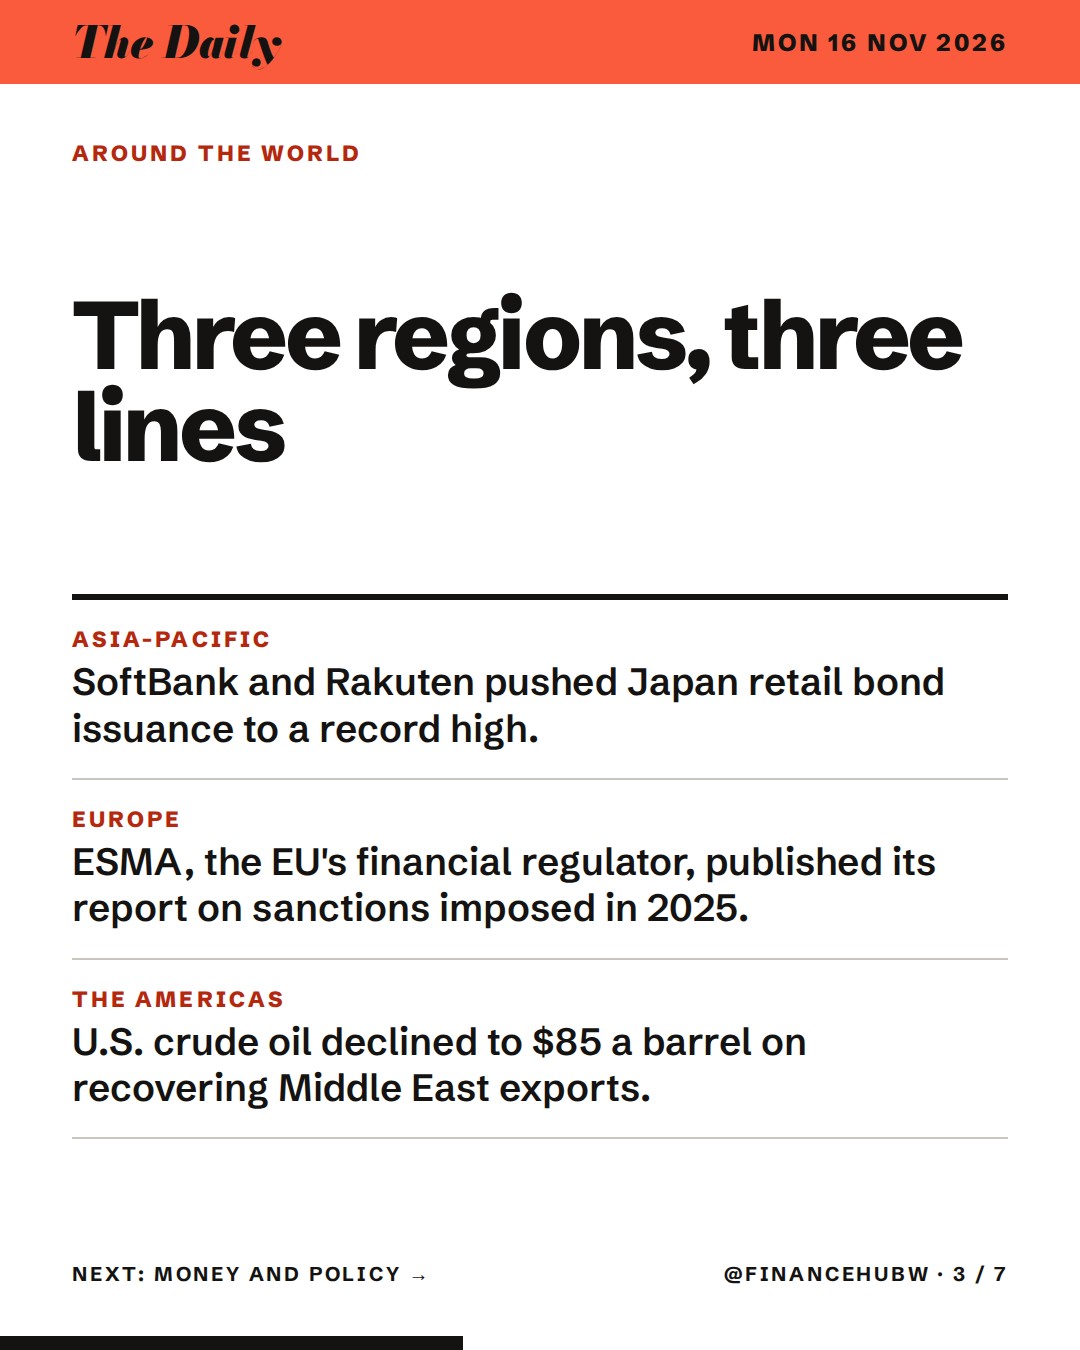 The Daily
MON 16 NOV 2026
AROUND THE WORLD
Three regions, three
lines
ASIA-PACIFIC
SoftBank and Rakuten pushed Japan retail bond
issuance to a record high.
EUROPE
ESMA, the EU's financial regulator, published its
report on sanctions imposed in 2025.
THE AMERICAS
U.S. crude oil declined to $85 a barrel on
recovering Middle East exports.
NEXT: MONEY AND POLICY →
@FINANCEHUBW · 3 / 7